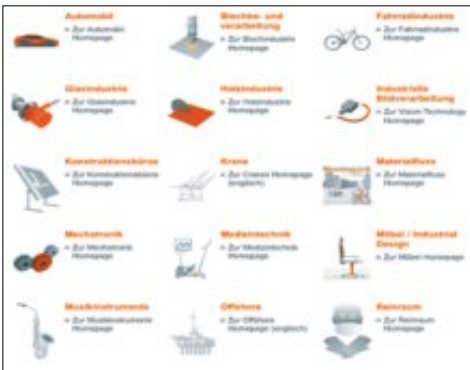 Automobil
» Zur Automobil
Homepage
Blechbe- und
verarbeitung
» Zur Blechindustrie
Homepage
Fahrradindustrie
» Zur Fahrradindustrie
Homepage
Glasindustrie
» Zur Glasindustrie
Homepage
Holzindustrie
» Zur Holzindustrie
Homepage
Industrielle
Bildverarbeitung
» Zur Vision Technology
Homepage
Konstruktionsbüros
» Zur Konstruktionsbüros
Homepage
Krane
» Zur Cranes Homepage
(englisch)
Materialfluss
» Zur Materialfluss
Homepage
Mechatronik
» Zur Mechatronik
Homepage
Medizintechnik
» Zur Medizintechnik
Homepage
Möbel / Industrial
Design
» Zur Möbel Homepage
Musikinstrumente
» Zur Musikinstrumente
Homepage
Offshore
» Zur Offshore
Homepage (englisch)
Reinraum
» Zur Reinraum
Homepage